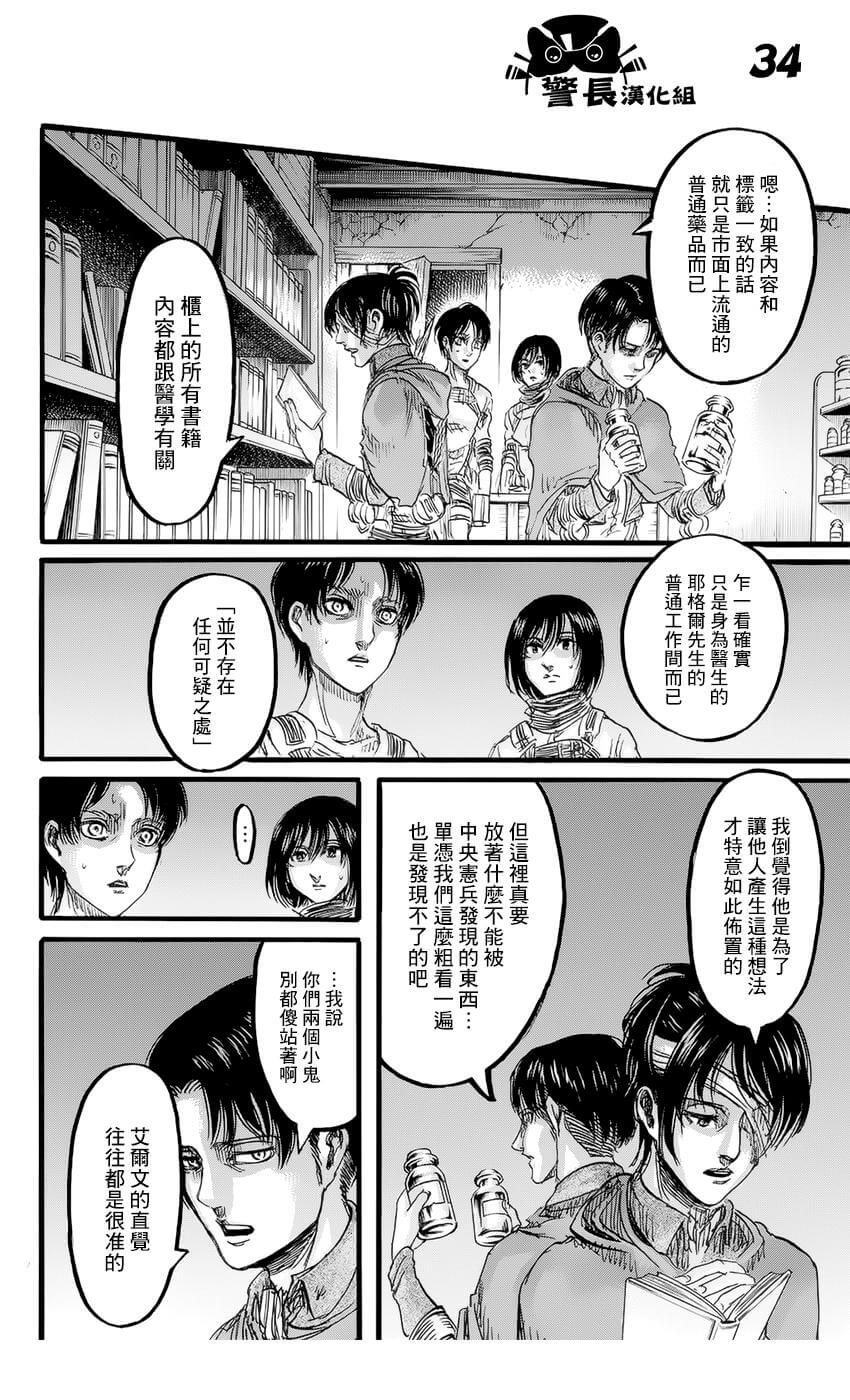 警長漢化組
34
嗯…如果內容和
標籤一致的話
就只是市面上流通的
普通藥品而已
櫃上的所有書籍
內容都跟醫學有關
乍一看確實
只是身為醫生的
耶格爾先生的
普通工作間而已
「並不存在
任何可疑之處」
我倒覺得他是為了
讓他人產生這種想法
才特意如此佈置的
但這裡真要
放著什麼不能被
中央憲兵發現的東西…
單憑我們這麼粗看一遍
也是發現不了的吧
…
…我說
你們兩個小鬼
別都傻站著啊
艾爾文的直覺
往往都是很准的